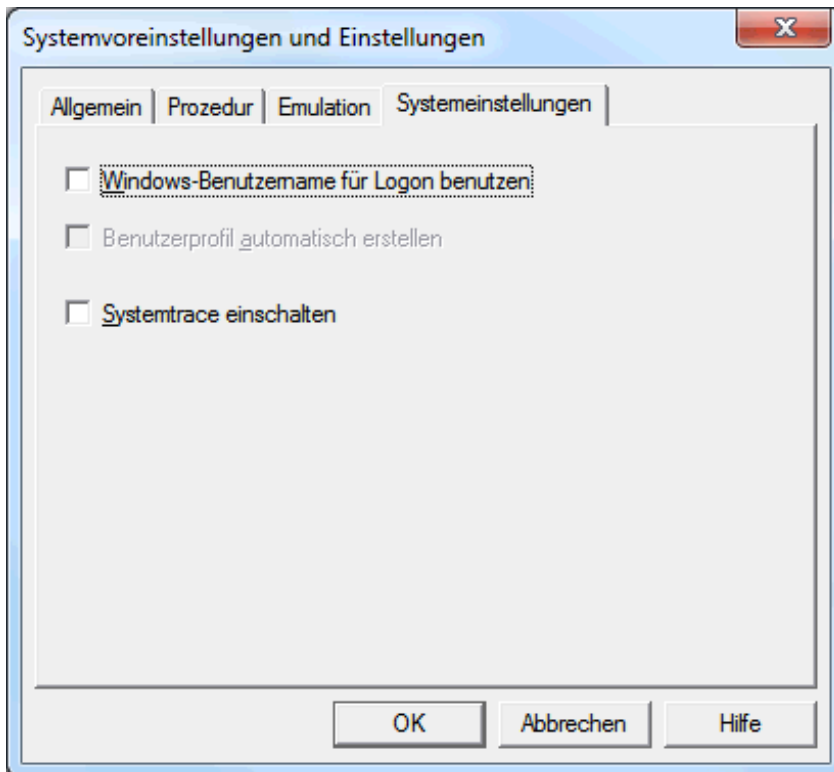 Systemvoreinstellungen und Einstellungen
Allgemein Prozedur Emulation Systemeinstellungen
Windows-Benutzername für Logon benutzen
Benutzerprofil automatisch erstellen
Systemtrace einschalten
OK Abbrechen Hilfe